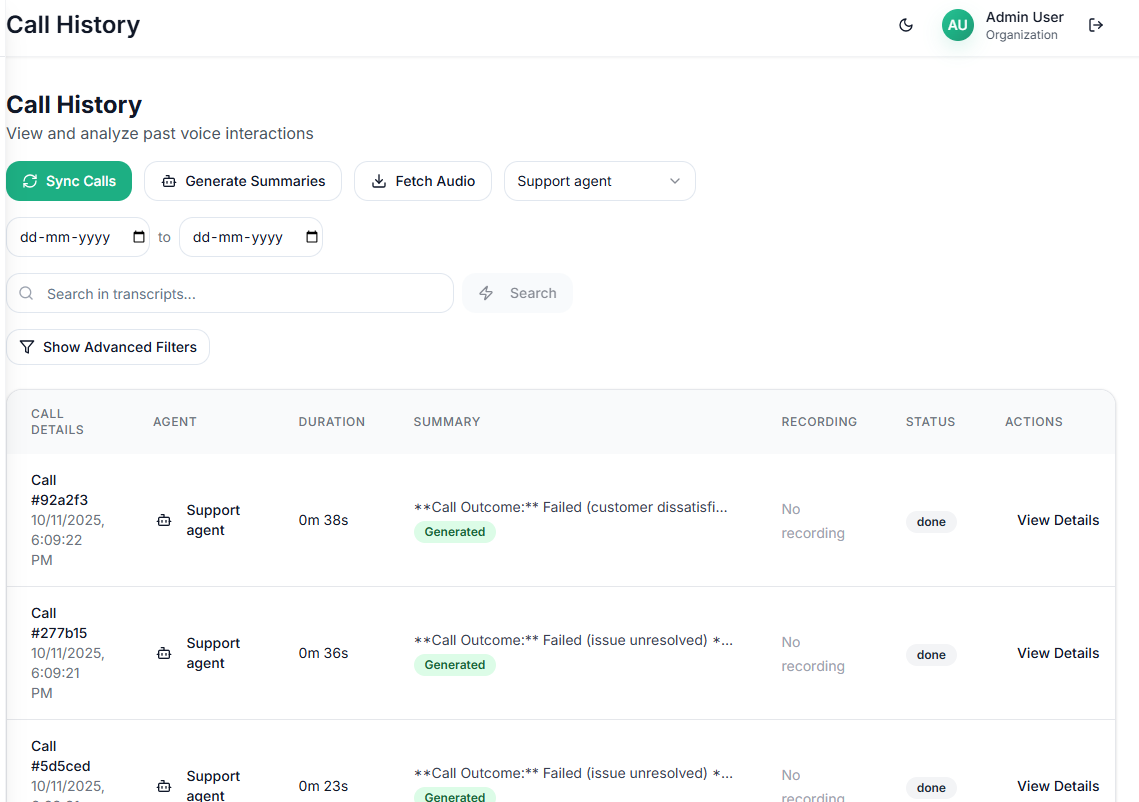 Call History
AU
Admin User
Organization
Call History
View and analyze past voice interactions
Sync Calls
Generate Summaries
Fetch Audio
Support agent
dd-mm-yyyy
to
dd-mm-yyyy
Search in transcripts...
Search
Show Advanced Filters
CALL
DETAILS
AGENT
DURATION
SUMMARY
RECORDING
STATUS
ACTIONS
Call
#92a2f3
10/11/2025,
6:09:22
PM
Support
agent
0m 38s
**Call Outcome:** Failed (customer dissatisfi...
Generated
No
recording
done
View Details
Call
#277b15
10/11/2025,
6:09:21
PM
Support
agent
0m 36s
**Call Outcome:** Failed (issue unresolved) *...
Generated
No
recording
done
View Details
Call
#5d5ced
10/11/2025,
Support
agent
0m 23s
**Call Outcome:** Failed (issue unresolved) *...
Generated
No
recording
done
View Details